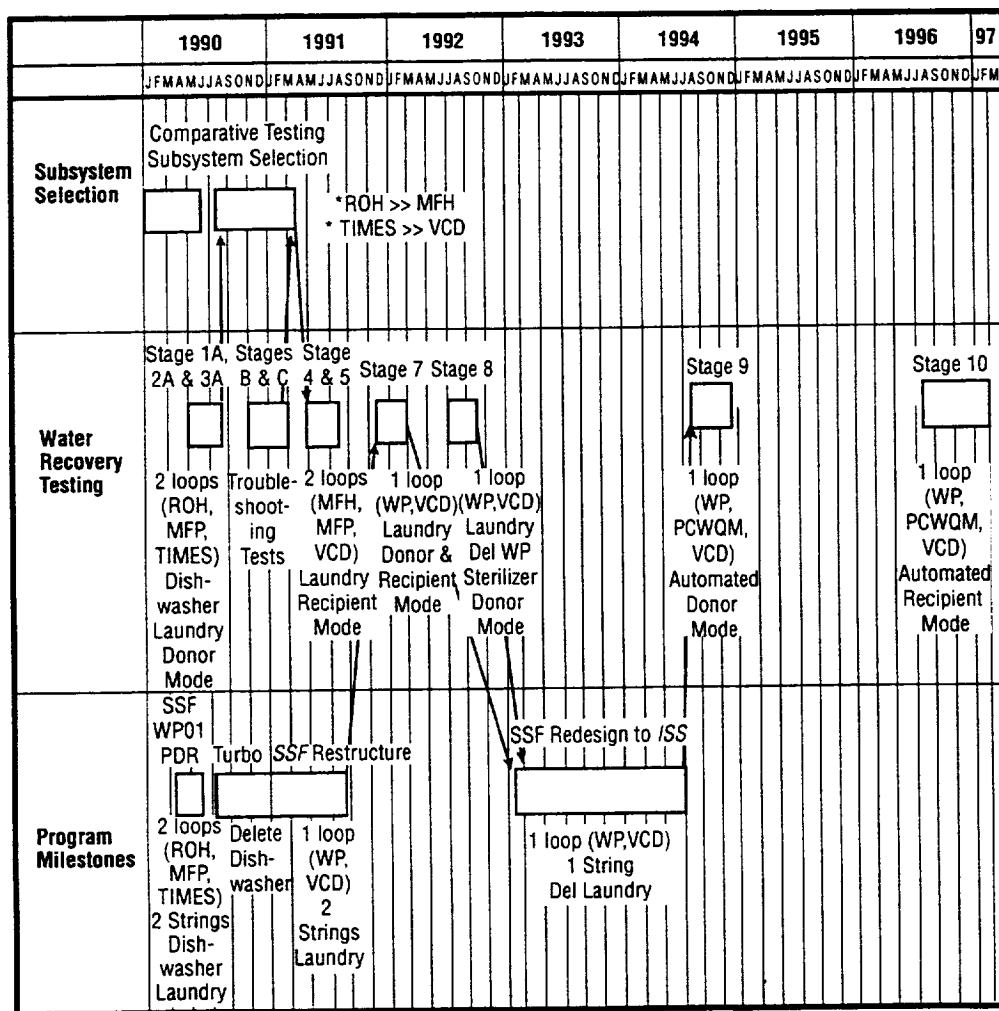 1990 1991 1992 1993 1994 1995 1996 97
JFMAMJJASONDJFMAMJJASONDJFMAMJJASONDJFMAMJJASONDJFMAMJJASONDJFMAMJJASONDJFMAMJJASONDJFM
Subsystem
Selection
Comparative Testing
Subsystem Selection
*ROH >> MFH
* TIMES >> VCD
Water
Recovery
Testing
Stage 1A,
2A & 3A
2 loops
(ROH,
MFP,
TIMES)
Dish-
washer
Laundry
Donor
Mode
Stages
B & C
Trouble-
shoot-
ing
Tests
Stage
4 & 5
2 loops
(MFH,
MFP,
VCD)
Laundry
Recipient
Mode
Stage 7
1 loop
(WP,VCD)
Laundry
Donor &
Recipient
Mode
Stage 8
1 loop
(WP,VCD)
Laundry
Del WP
Sterilizer
Donor
Mode
Stage 9
1 loop
(WP,
PCWQM,
VCD)
Automated
Donor
Mode
Stage 10
1 loop
(WP,
PCWQM,
VCD)
Automated
Recipient
Mode
Program
Milestones
SSF
WP01
PDR
2 loops
(ROH,
MFP,
TIMES)
2 Strings
Dish-
washer
Laundry
Turbo SSF Restructure
Delete
Dish-
washer
1 loop
(WP,
VCD)
2
Strings
Laundry
SSF Redesign to ISS
1 loop (WP,VCD)
1 String
Del Laundry